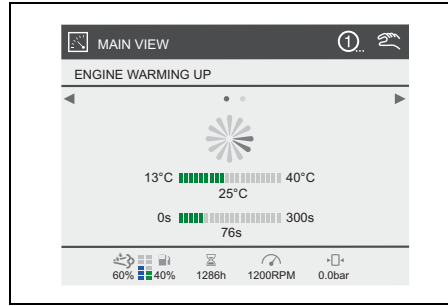 MAIN VIEW 1...
ENGINE WARMING UP
13°C 40°C
25°C
0s 300s
76s
60% 40% 1286h 1200RPM 0.0bar